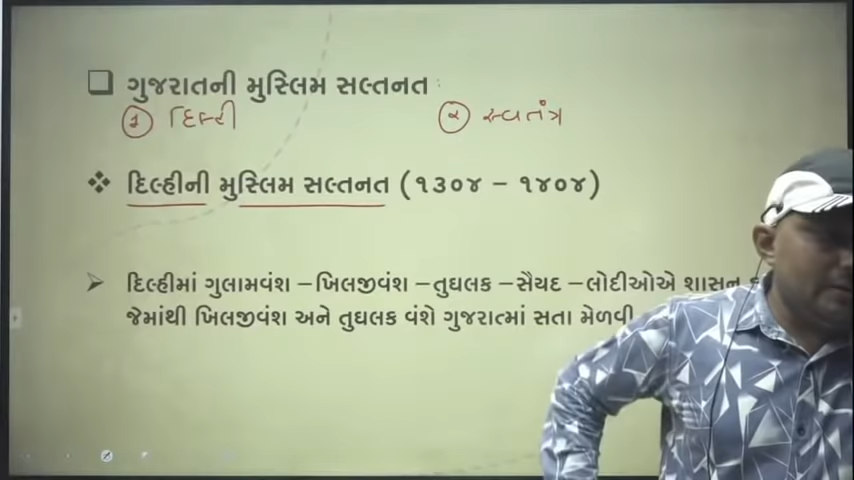 ગુજરાતની મુસ્લિમ સલ્તનત
① દિલ્હી ② સ્વતંત્ર
દિલ્હીની મુસ્લિમ સલ્તનત (૧૩૦૪ – ૧૪૦૪)
દિલ્હીમાં ગુલામવંશ –ખિલજીવંશ –તુઘલક –સૈયદ –લોદીઓએ શાસન
જેમાંથી ખિલજીવંશ અને તુઘલક વંશે ગુજરાતમાં સતા મેળવી